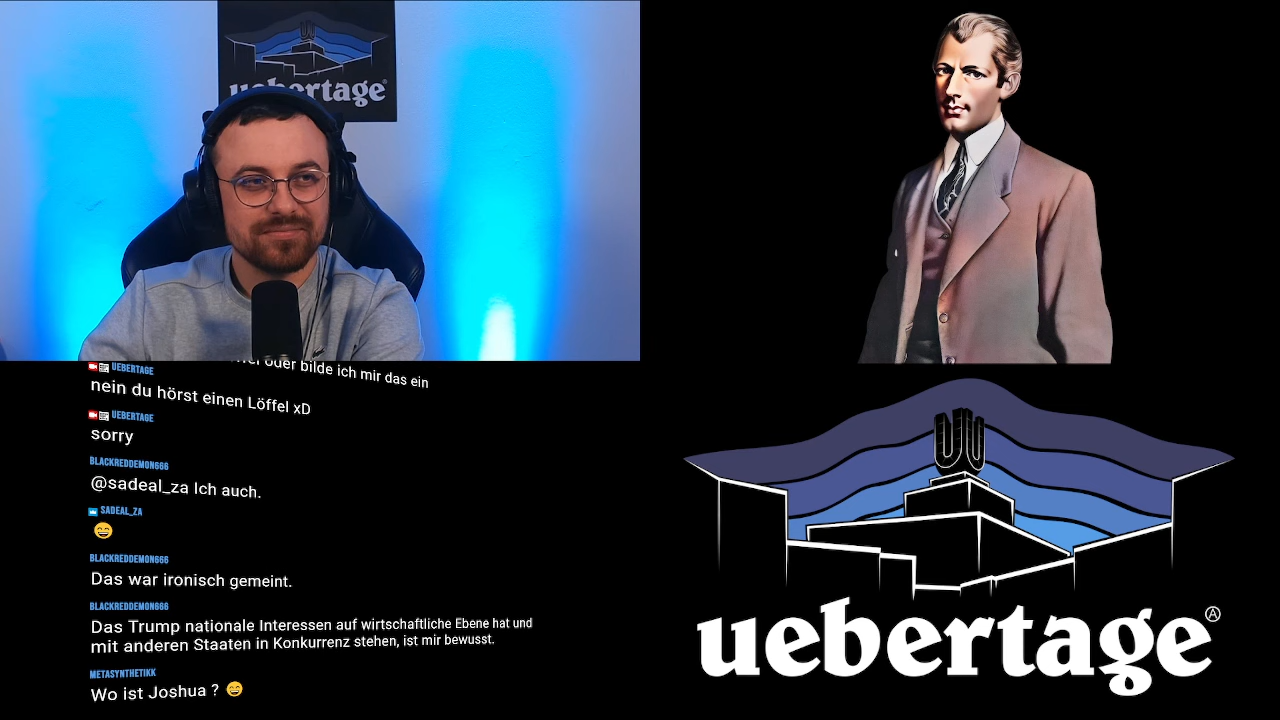 uebertage
oder bilde ich mir das ein
UEBERTAGE
nein du hörst einen Löffel xD
UEBERTAGE
sorry
BLACKREDDEMON666
@sadeal_za Ich auch.
SADEAL_ZA
😄
BLACKREDDEMON666
Das war ironisch gemeint.
BLACKREDDEMON666
Das Trump nationale Interessen auf wirtschaftliche Ebene hat und
mit anderen Staaten in Konkurrenz stehen, ist mir bewusst.
METASYNTHETIKK
Wo ist Joshua ? 😄
U
uebertage Ⓐ